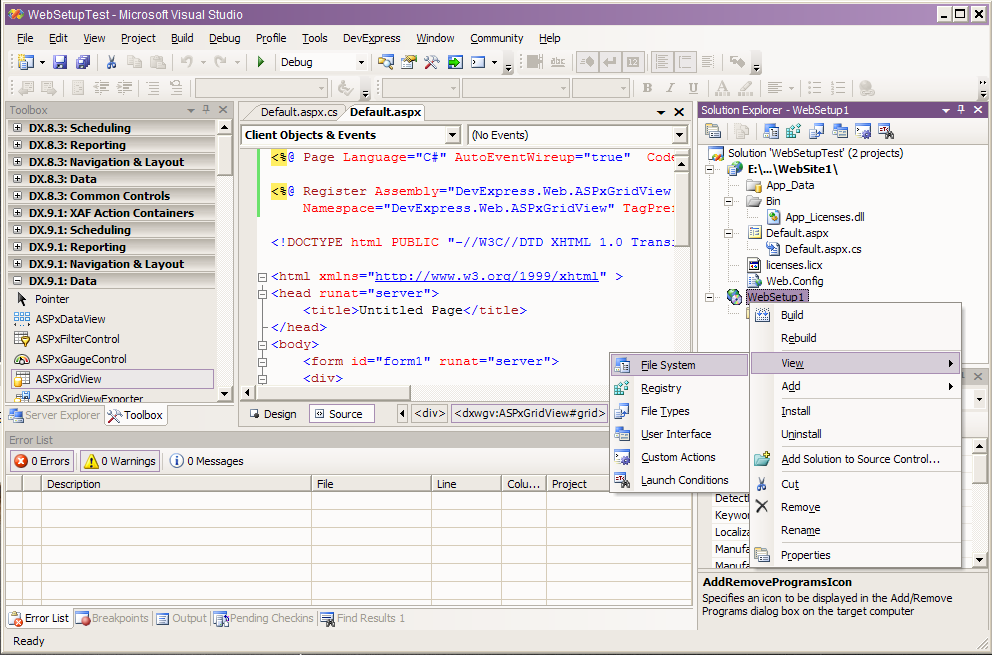 WebSetupTest - Microsoft Visual Studio
File Edit View Project Build Debug Profile Tools DevExpress Window Community Help
Debug
Toolbox
DX.8.3: Scheduling
DX.8.3: Reporting
DX.8.3: Navigation & Layout
DX.8.3: Data
DX.8.3: Common Controls
DX.9.1: XAF Action Containers
DX.9.1: Scheduling
DX.9.1: Reporting
DX.9.1: Navigation & Layout
DX.9.1: Data
Pointer
ASPxDataView
ASPxFilterControl
ASPxGaugeControl
ASPxGridView
ASPxGridViewExporter
Server Explorer Toolbox
Default.aspx.cs Default.aspx
Client Objects & Events (No Events)
<%@ Page Language="C#" AutoEventWireup="true" Code
<%@ Register Assembly="DevExpress.Web.ASPxGridView
Namespace="DevExpress.Web.ASPxGridView" TagPref
<!DOCTYPE html PUBLIC "-//W3C//DTD XHTML 1.0 Trans
<html xmlns="http://www.w3.org/1999/xhtml" >
<head runat="server">
<title>Untitled Page</title>
</head>
<body>
<form id="form1" runat="server">
<div>
Design Source <div> <dxwgv:ASPxGridView#grid>
Solution Explorer - WebSetup1
Solution 'WebSetupTest' (2 projects)
E:\...\WebSite1\
App_Data
Bin
App_Licenses.dll
Default.aspx
Default.aspx.cs
licenses.licx
Web.Config
WebSetup1
Build
Rebuild
View
Add
Install
Uninstall
Add Solution to Source Control...
Cut
Remove
Rename
Properties
File System
Registry
File Types
User Interface
Custom Actions
Launch Conditions
Error List
0 Errors 0 Warnings 0 Messages
Description File Line Colu... Project
Detecti
Keywor
Localiza
Manufa
Manufa
AddRemoveProgramsIcon
Specifies an icon to be displayed in the Add/Remove
Programs dialog box on the target computer
Error List Breakpoints Output Pending Checkins Find Results 1
Ready